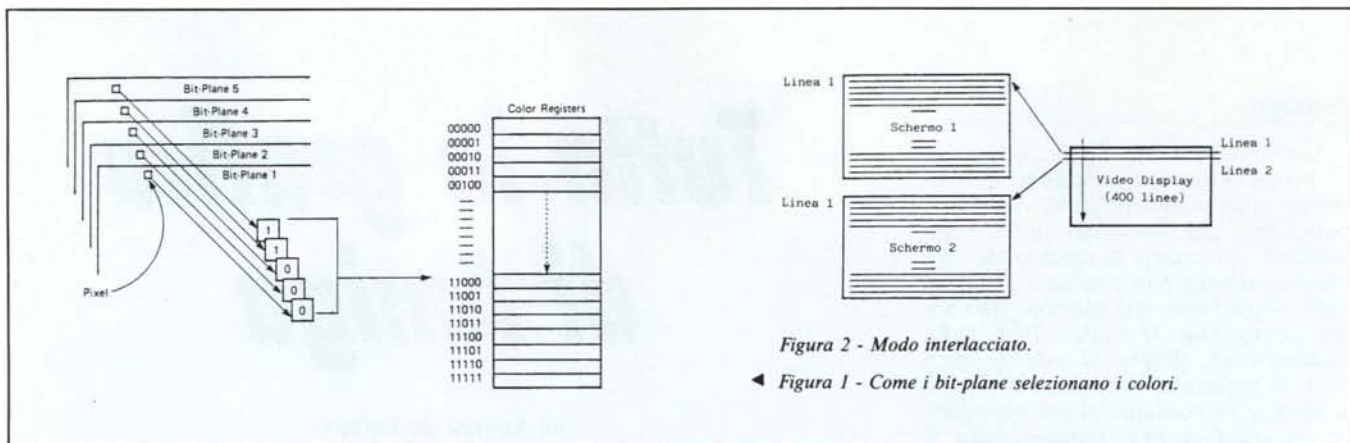 Bit-Plane 5
Bit-Plane 4
Bit-Plane 3
Bit-Plane 2
Bit-Plane 1
1
1
0
0
0
Pixel
Color Registers
00000
00001
00010
00011
00100
11000
11001
11010
11011
11100
11101
11110
11111
Linea 1
Schermo 1
Linea 1
Schermo 2
Linea 1
Linea 2
Video Display
(400 linee)
Figura 2 - Modo interlacciato.
◄ Figura 1 - Come i bit-plane selezionano i colori.